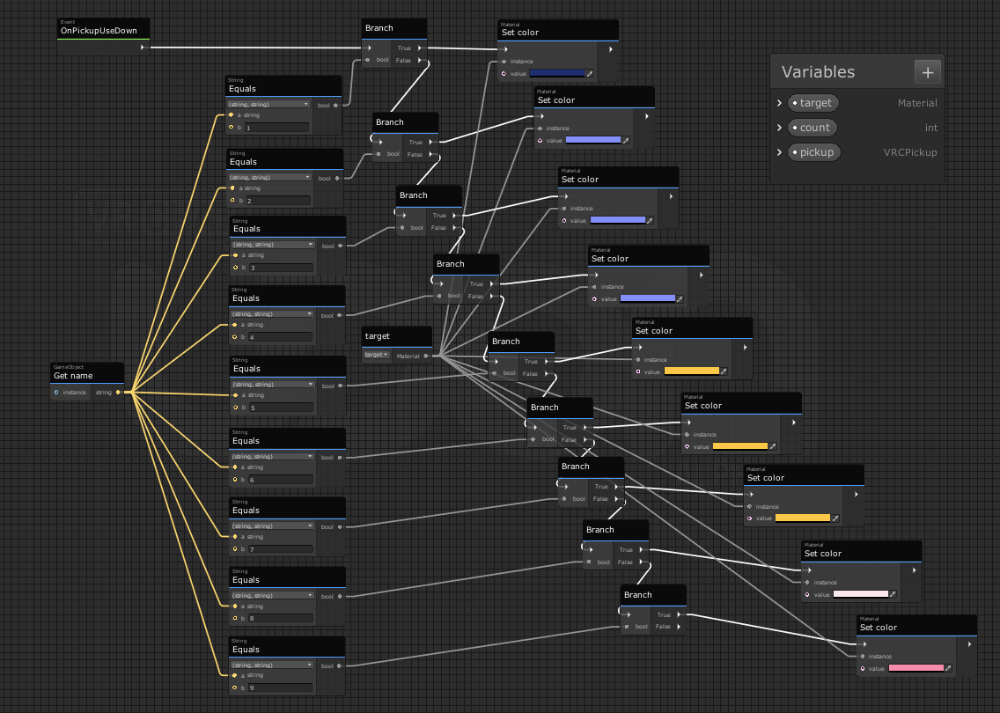 Event
OnPickupUseDown
Branch
True
bool
False
Material
Set color
instance
value
Variables
+
target
Material
count
int
pickup
VRCPickup
String
Equals
(string, string)
bool
a string
b 1
Material
Set color
instance
value
Branch
True
bool
False
String
Equals
(string, string)
bool
a string
b 2
Material
Set color
instance
value
Branch
True
bool
False
String
Equals
(string, string)
bool
a string
b 3
Material
Set color
instance
value
Branch
True
bool
False
String
Equals
(string, string)
bool
a string
b 4
target
target
Material
Material
Set color
instance
value
Branch
True
bool
False
GameObject
Get name
instance
string
String
Equals
(string, string)
bool
a string
b 5
Material
Set color
instance
value
Branch
True
bool
False
String
Equals
(string, string)
bool
a string
b 6
Material
Set color
instance
value
Branch
True
bool
False
String
Equals
(string, string)
bool
a string
b 7
Material
Set color
instance
value
Branch
True
bool
False
String
Equals
(string, string)
bool
a string
b 8
Material
Set color
instance
value
Branch
True
bool
False
String
Equals
(string, string)
bool
a string
b 9